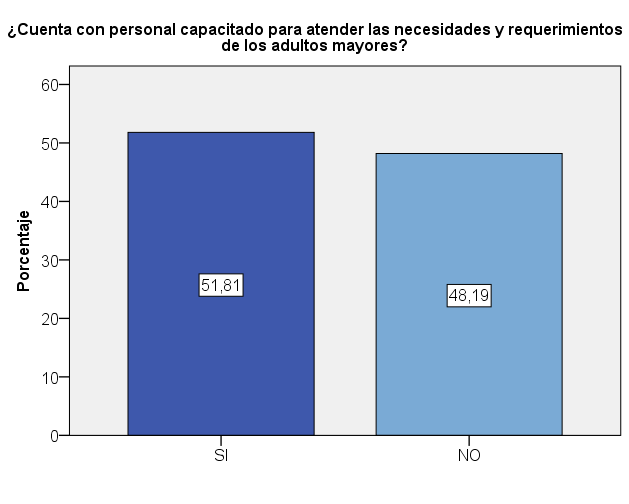 ¿Cuenta con personal capacitado para atender las necesidades y requerimientos
de los adultos mayores?
60
50
40
30
20
10
0
Porcentaje
51,81
48,19
SI
NO